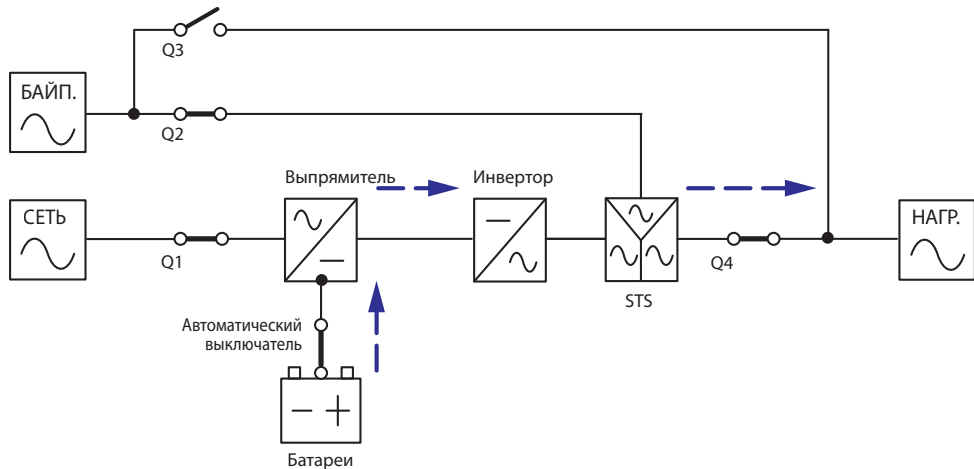 Q3
БАЙП.
Q2
Выпрямитель
Инвертор
СЕТЬ
НАГР.
Q1
Q4
STS
Автоматический
выключатель
Батареи